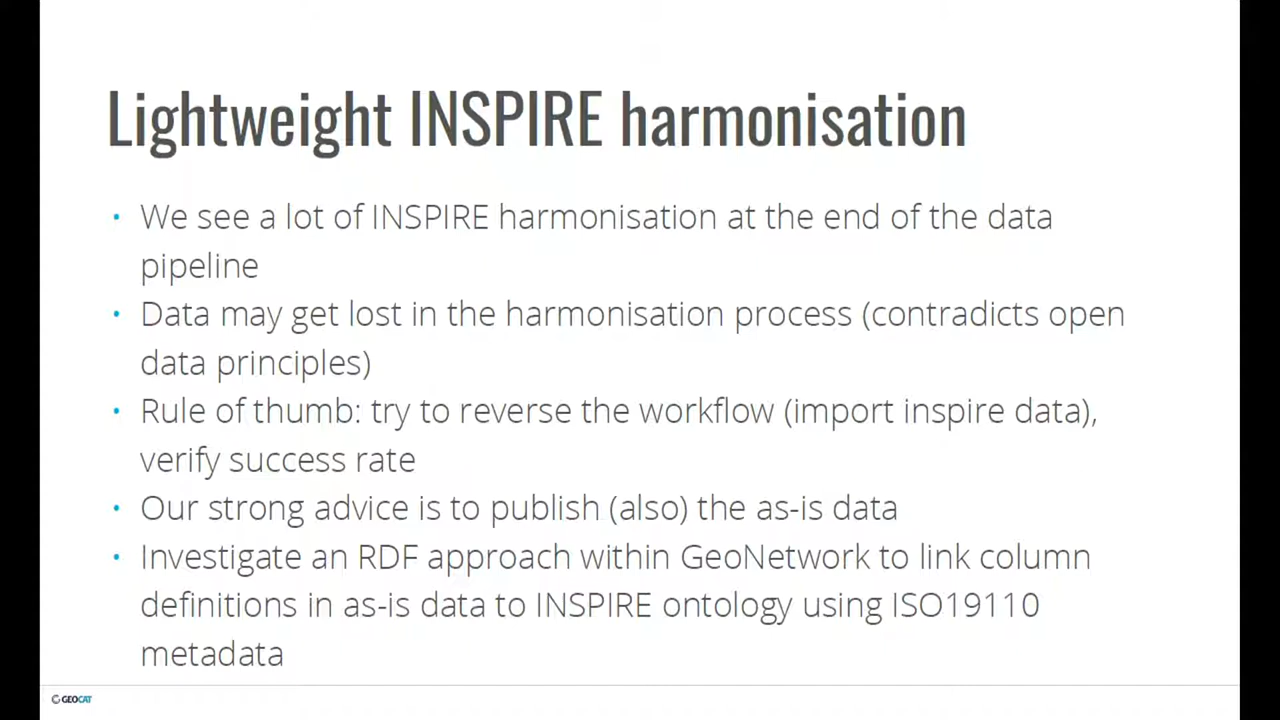 Lightweight INSPIRE harmonisation
• We see a lot of INSPIRE harmonisation at the end of the data
pipeline
• Data may get lost in the harmonisation process (contradicts open
data principles)
• Rule of thumb: try to reverse the workflow (import inspire data),
verify success rate
• Our strong advice is to publish (also) the as-is data
• Investigate an RDF approach within GeoNetwork to link column
definitions in as-is data to INSPIRE ontology using ISO19110
metadata
GEOCAT